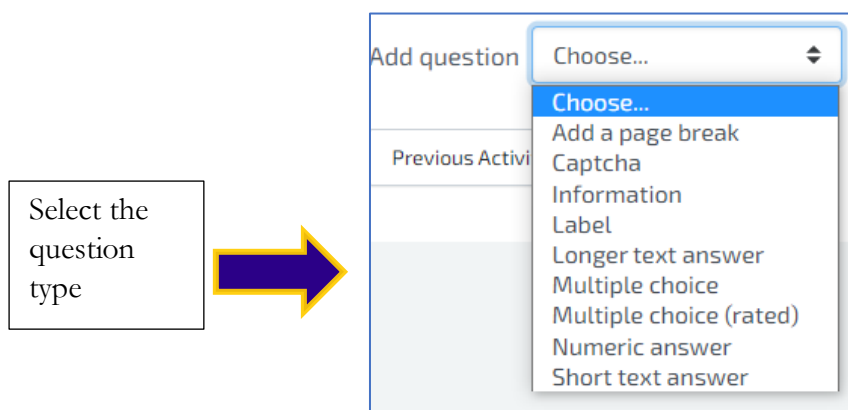 Add question Choose...
Choose...
Add a page break
Captcha
Previous Activi
Information
Label
Longer text answer
Multiple choice
Multiple choice (rated)
Numeric answer
Short text answer
Select the
question
type